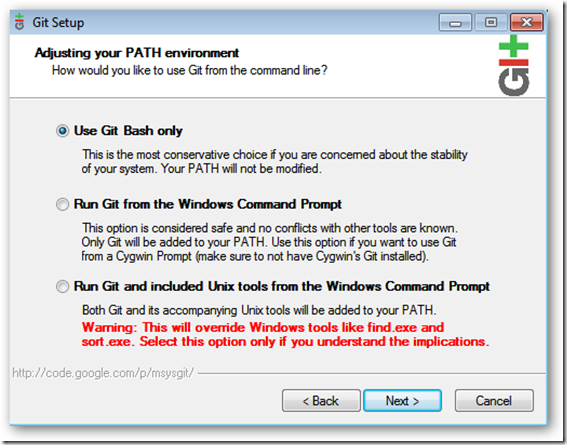 Git Setup
Adjusting your PATH environment
How would you like to use Git from the command line?
Use Git Bash only
This is the most conservative choice if you are concerned about the stability
of your system. Your PATH will not be modified.
Run Git from the Windows Command Prompt
This option is considered safe and no conflicts with other tools are known.
Only Git will be added to your PATH. Use this option if you want to use Git
from a Cygwin Prompt (make sure to not have Cygwin's Git installed).
Run Git and included Unix tools from the Windows Command Prompt
Both Git and its accompanying Unix tools will be added to your PATH.
Warning: This will override Windows tools like find.exe and
sort.exe. Select this option only if you understand the implications.
http://code.google.com/p/msysgit/
< Back
Next >
Cancel